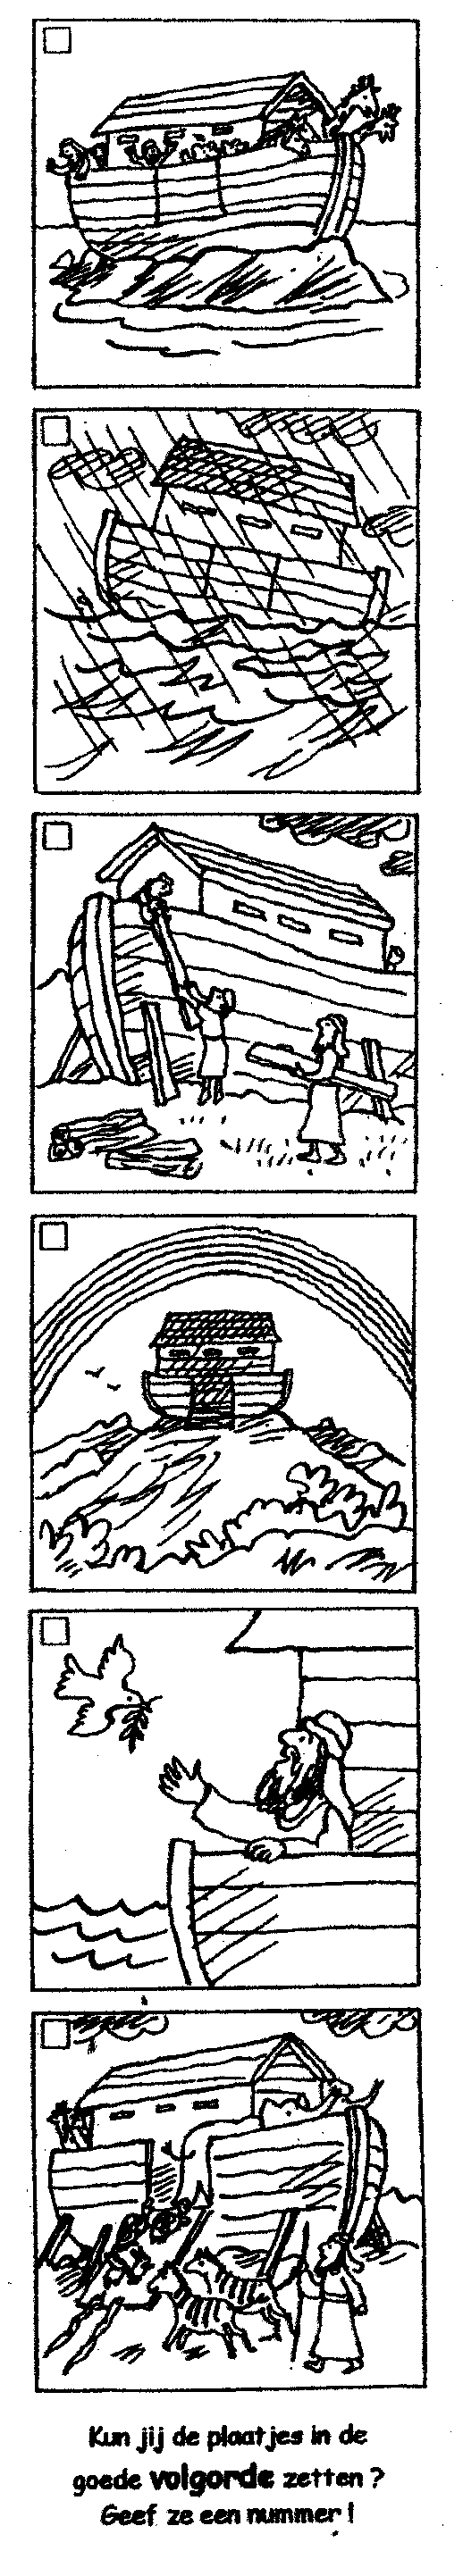 Kun jij de plaatjes in de
goede volgorde zetten ?
Geef ze een nummer !